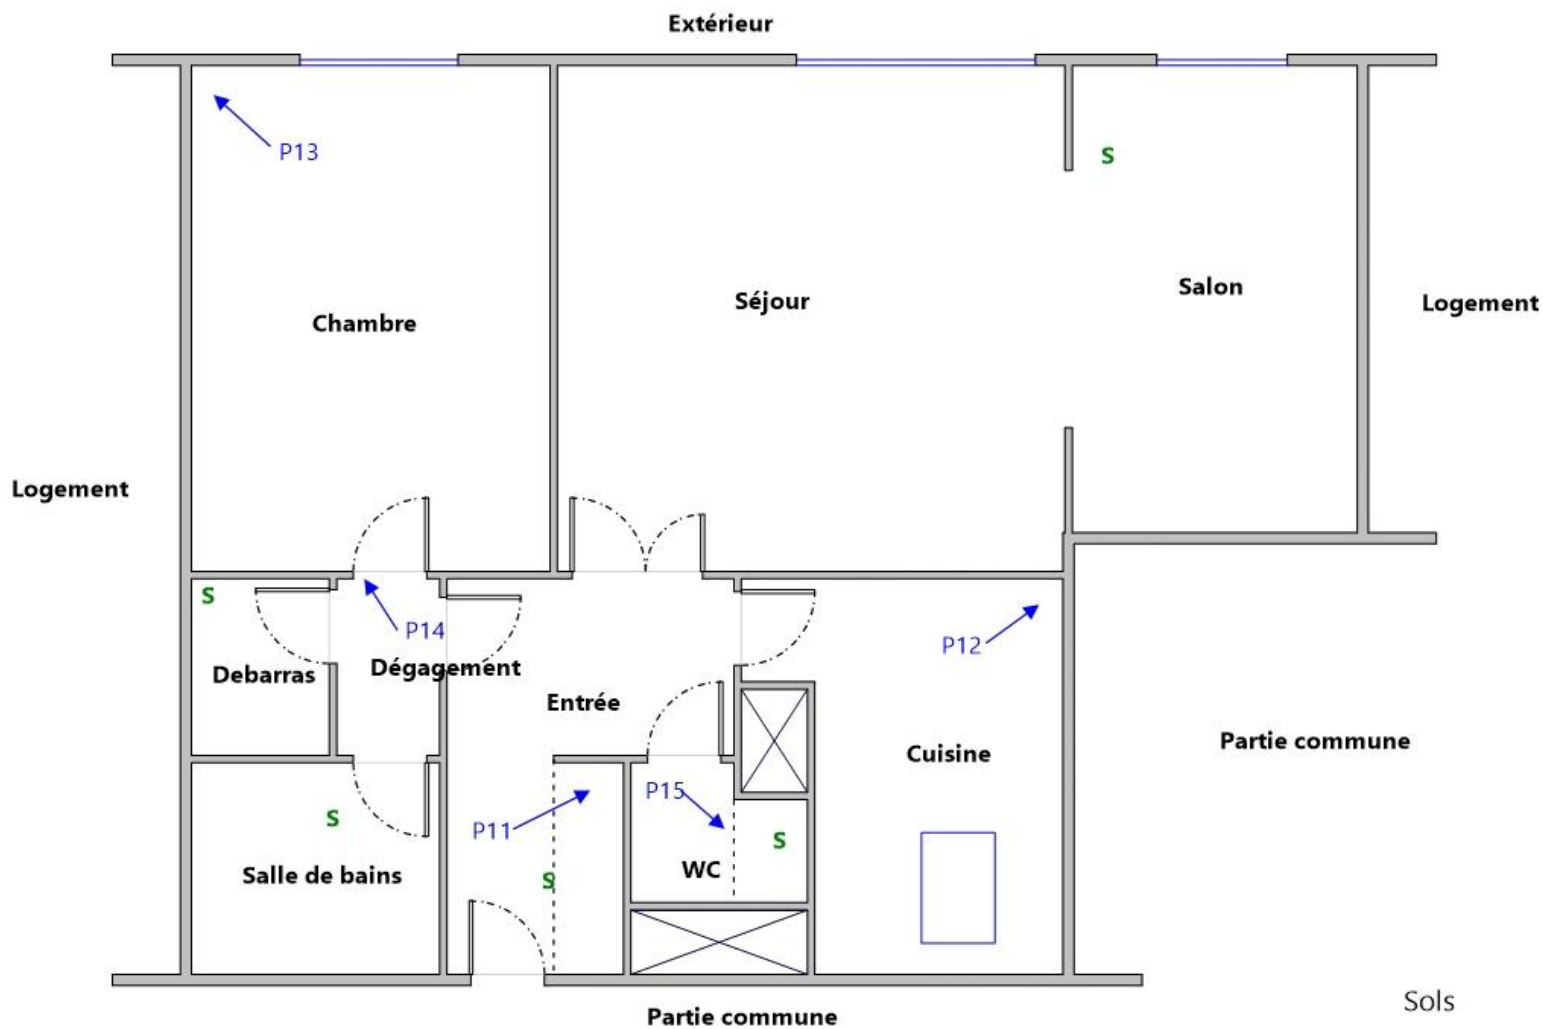 Extérieur
P13
S
Salon
Séjour
Logement
Chambre
Logement
S
P14
P12
Dégagement
Debarras
Entrée
Partie commune
Cuisine
P15
S
P11
S
WC
Salle de bains
S
Sols
Partie commune